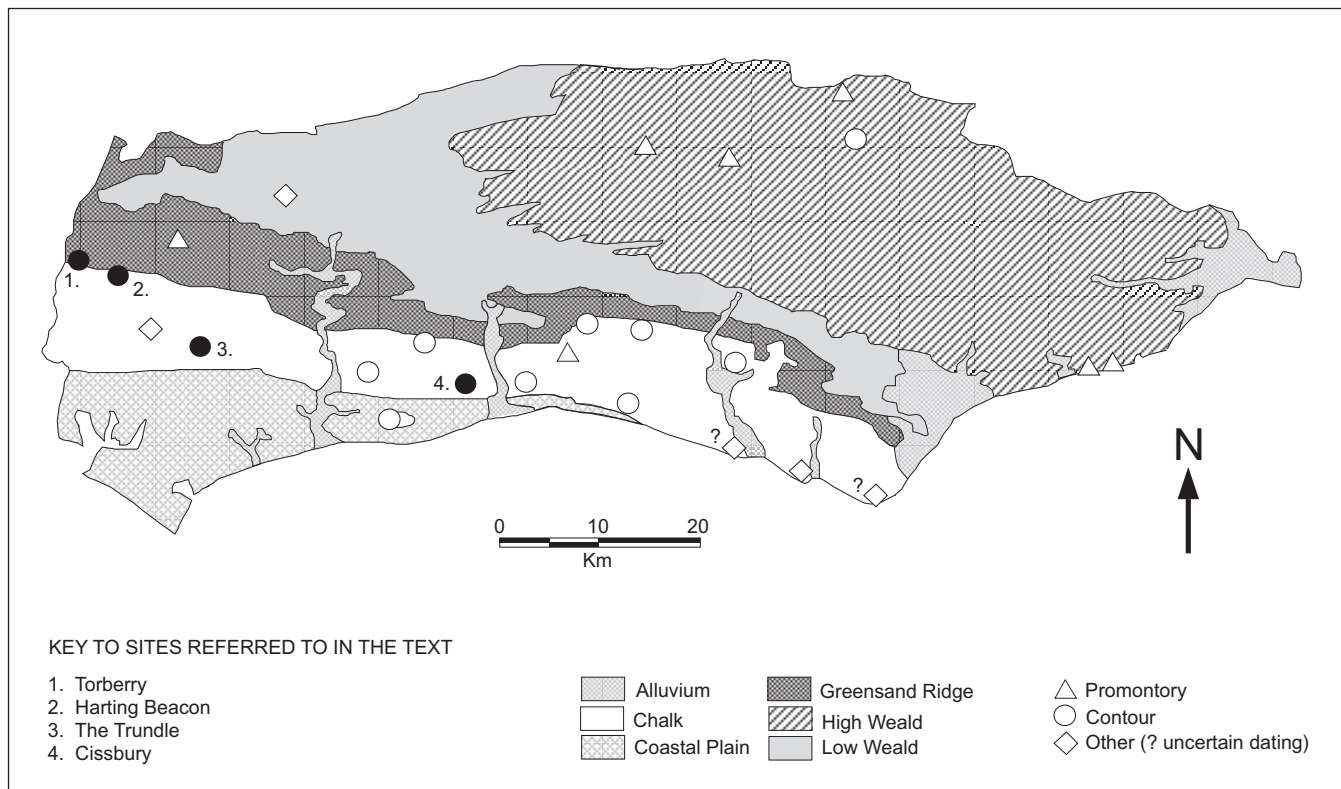 1.
2.
3.
4.
?
?
N
0 10 20
Km
KEY TO SITES REFERRED TO IN THE TEXT
1. Torberry
2. Harting Beacon
3. The Trundle
4. Cissbury
Alluvium
Chalk
Coastal Plain
Greensand Ridge
High Weald
Low Weald
Promontory
Contour
Other (? uncertain dating)